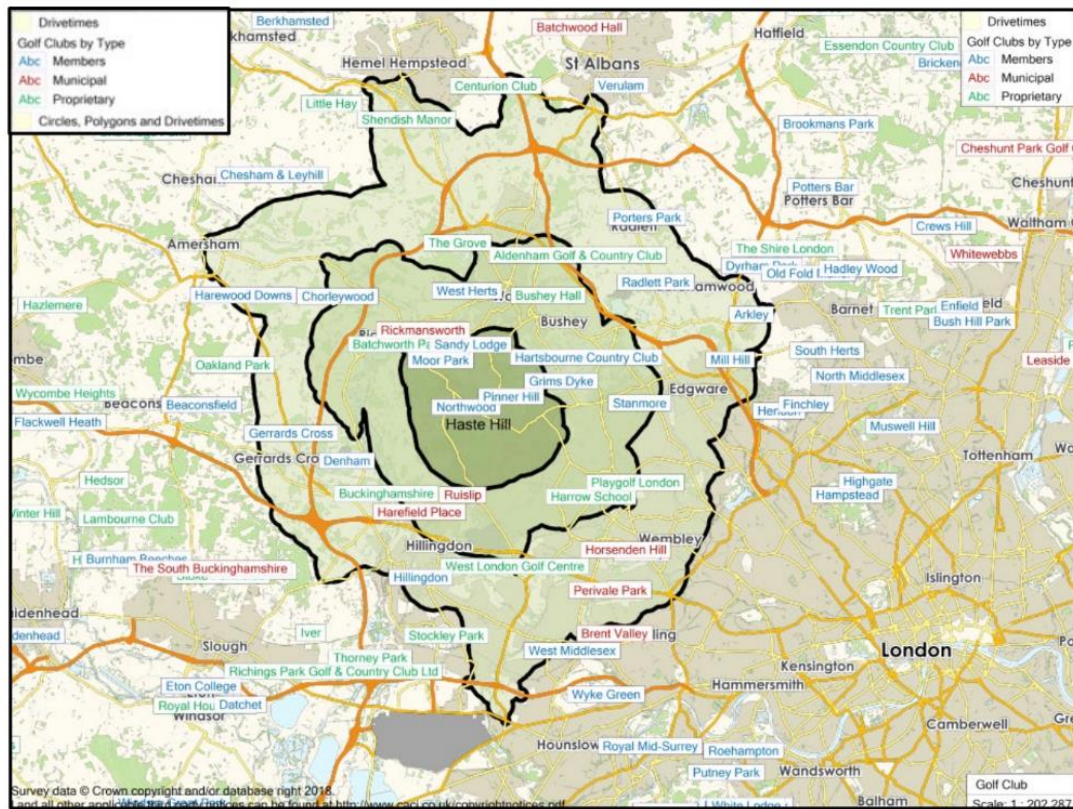 Drivetimes
Golf Clubs by Type
Abc Members
Abc Municipal
Abc Proprietary
Circles, Polygons and Drivetimes
Drivetimes
Golf Clubs by Type
Abc Members
Abc Municipal
Abc Proprietary
Berkhamsted
Batchwood Hall
Hatfield
Essendon Country Club
Hemel Hempstead
St Albans
Centurion Club
Verulam
Little Hay
Shendish Manor
Brookmans Park
Cheshunt Park Golf
Chesham
Chesham & Leyhill
Potters Bar
Potters Bar
Cheshunt
Porters Park
Radlett
Crews Hill
Waltham
Amersham
The Grove
Aldenham Golf & Country Club
The Shire London
Whitewebbs
Dyrham Park
Hadley Wood
Old Fold
Harewood Downs
Chorleywood
West Herts
Bushey Hall
Radlett Park
Hazlemere
Barnet
Trent Park
Enfield
Bush Hill Park
Arkley
Bushey
Rickmansworth
Batchworth
Sandy Lodge
Moor Park
Hartsbourne Country Club
Mill Hill
South Herts
Leaside
Oakland Park
North Middlesex
Wycombe Heights
Grims Dyke
Edgware
Pinner Hill
Stanmore
Beaconsfield
Northwood
Finchley
Flackwell Heath
Haste Hill
Muswell Hill
Gerrards Cross
Tottenham
Denham
Hedsor
Buckinghamshire
Ruislip
Playgolf London
Harrow School
Highgate
Hampstead
Harefield Place
Lambourne Club
Hillingdon
Horsenden Hill
Wembley
Burnham Beeches
The South Buckinghamshire
West London Golf Centre
Hillingdon
Islington
Perivale Park
Iver
Stockley Park
Brent Valley
Slough
West Middlesex
London
Thorney Park
Richings Park Golf & Country Club Ltd
Kensington
Eton College
Hammersmith
Wyke Green
Datchet
Windsor
Camberwell
Hounslow
Royal Mid-Surrey
Roehampton
Putney Park
Wandsworth
Survey data © Crown copyright and/or database right 2018.
Golf Club
Balham